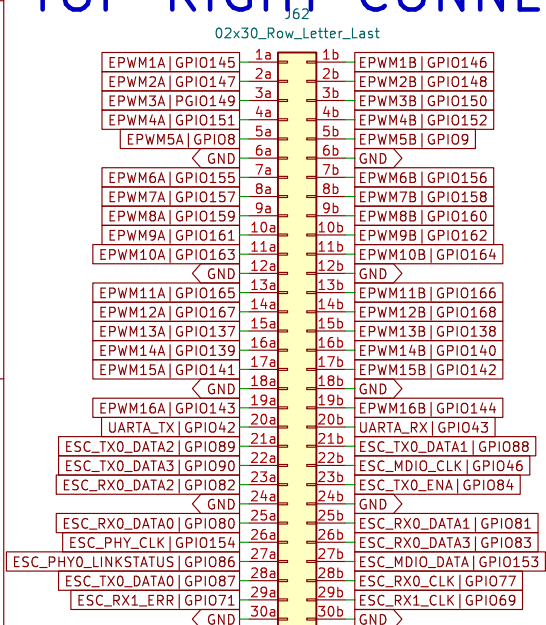 TOP RIGHT CONNE
J62
02x30_Row_Letter_Last
EPWM1A|GPIO145 1a 1b EPWM1B|GPIO146
EPWM2A|GPIO147 2a 2b EPWM2B|GPIO148
EPWM3A|PGIO149 3a 3b EPWM3B|GPIO150
EPWM4A|GPIO151 4a 4b EPWM4B|GPIO152
EPWM5A|GPIO8 5a 5b EPWM5B|GPIO9
GND 6a 6b GND
EPWM6A|GPIO155 7a 7b EPWM6B|GPIO156
EPWM7A|GPIO157 8a 8b EPWM7B|GPIO158
EPWM8A|GPIO159 9a 9b EPWM8B|GPIO160
EPWM9A|GPIO161 10a 10b EPWM9B|GPIO162
EPWM10A|GPIO163 11a 11b EPWM10B|GPIO164
GND 12a 12b GND
EPWM11A|GPIO165 13a 13b EPWM11B|GPIO166
EPWM12A|GPIO167 14a 14b EPWM12B|GPIO168
EPWM13A|GPIO137 15a 15b EPWM13B|GPIO138
EPWM14A|GPIO139 16a 16b EPWM14B|GPIO140
EPWM15A|GPIO141 17a 17b EPWM15B|GPIO142
GND 18a 18b GND
EPWM16A|GPIO143 19a 19b EPWM16B|GPIO144
UARTA_TX|GPIO42 20a 20b UARTA_RX|GPIO43
ESC_TX0_DATA2|GPIO89 21a 21b ESC_TX0_DATA1|GPIO88
ESC_TX0_DATA3|GPIO90 22a 22b ESC_MDIO_CLK|GPIO46
ESC_RX0_DATA2|GPIO82 23a 23b ESC_TX0_ENA|GPIO84
GND 24a 24b GND
ESC_RX0_DATA0|GPIO80 25a 25b ESC_RX0_DATA1|GPIO81
ESC_PHY_CLK|GPIO154 26a 26b ESC_RX0_DATA3|GPIO83
ESC_PHY0_LINKSTATUS|GPIO86 27a 27b ESC_MDIO_DATA|GPIO153
ESC_TX0_DATA0|GPIO87 28a 28b ESC_RX0_CLK|GPIO77
ESC_RX1_ERR|GPIO71 29a 29b ESC_RX1_CLK|GPIO69
GND 30a 30b GND